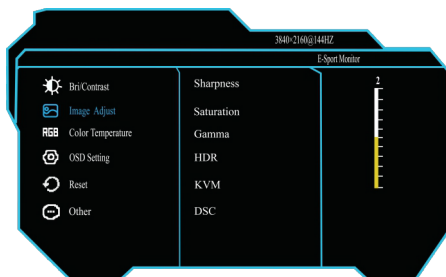 3840×2160@144HZ
E-Sport Monitor
Bri/Contrast
Image Adjust
RGB Color Temperature
OSD Setting
Reset
Other
Sharpness
Saturation
Gamma
HDR
KVM
DSC
2